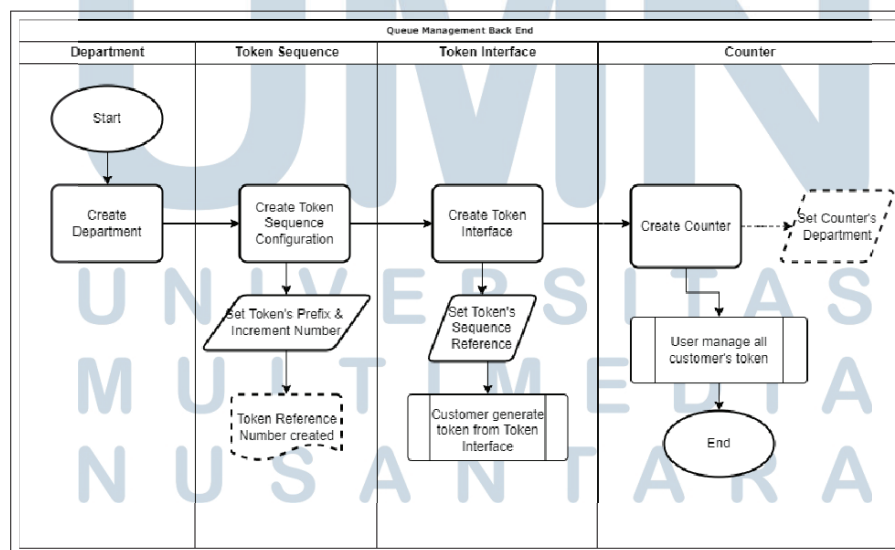 UMN
Queue Management Back End
Department
Token Sequence
Token Interface
Counter
Start
Create
Department
Create Token
Sequence
Configuration
Create Token
Interface
Create Counter
Set Counter's
Department
Set Token's Prefix &
Increment Number
Set Token's
Sequence
Reference
User manage all
customer's token
Token Reference
Number created
Customer generate
token from Token
Interface
End
UNIVERSITAS
MULTIMEDIA
NUSANTARA